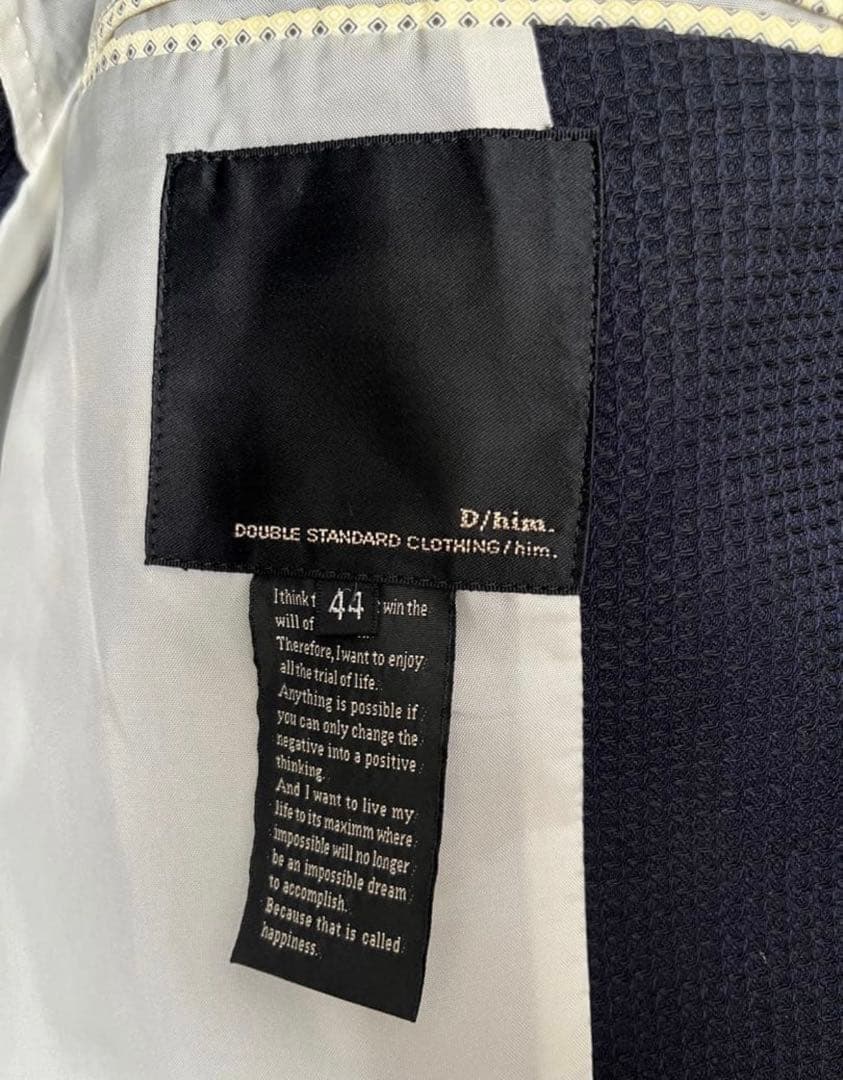 D/him.
DOUBLE STANDARD CLOTHING/him.
44
I think win the
will of
Therefore, I want to enjoy
all the trial of life.
Anything is possible if
you can only change the
negative into a positive
thinking.
And I want to live my
life to its maximm where
impossible will no longer
be an impossible dream
to accomplish.
Because that is called
happiness.